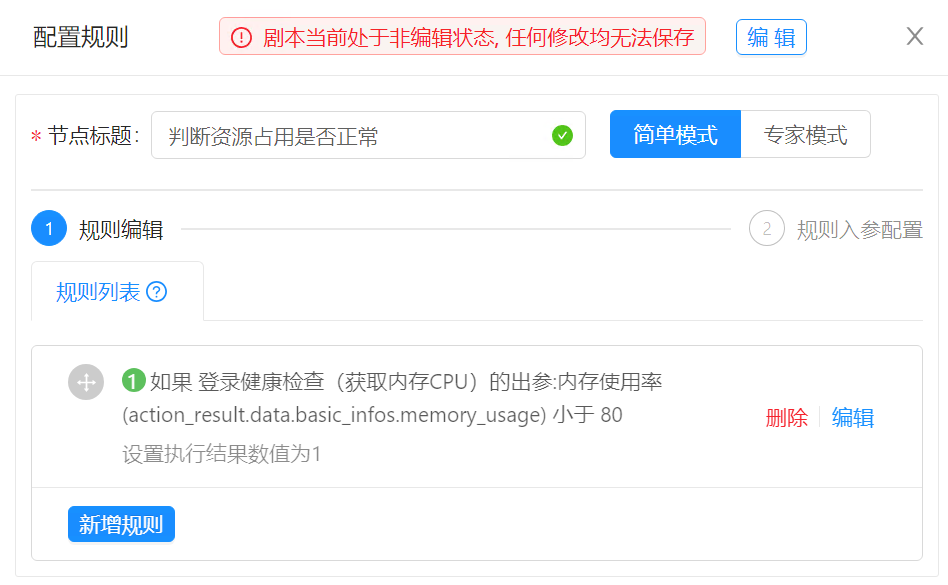 配置规则
剧本当前处于非编辑状态, 任何修改均无法保存
编 辑
* 节点标题:
判断资源占用是否正常
简单模式
专家模式
1 规则编辑
2 规则入参配置
规则列表
1 如果 登录健康检查（获取内存CPU）的出参:内存使用率
(action_result.data.basic_infos.memory_usage) 小于 80
设置执行结果数值为1
删除
编辑
新增规则